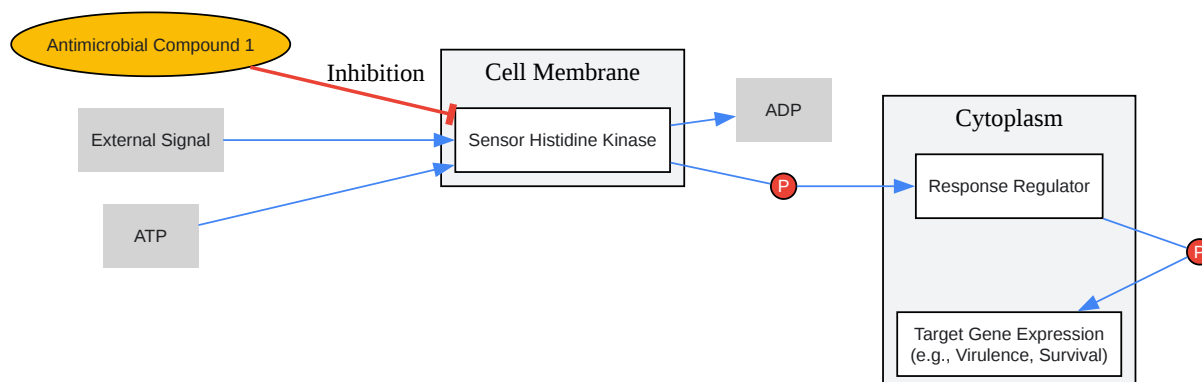 Antimicrobial Compound 1
Inhibition
Cell Membrane
External Signal
Sensor Histidine Kinase
ADP
ATP
P
Cytoplasm
Response Regulator
P
Target Gene Expression
(e.g., Virulence, Survival)